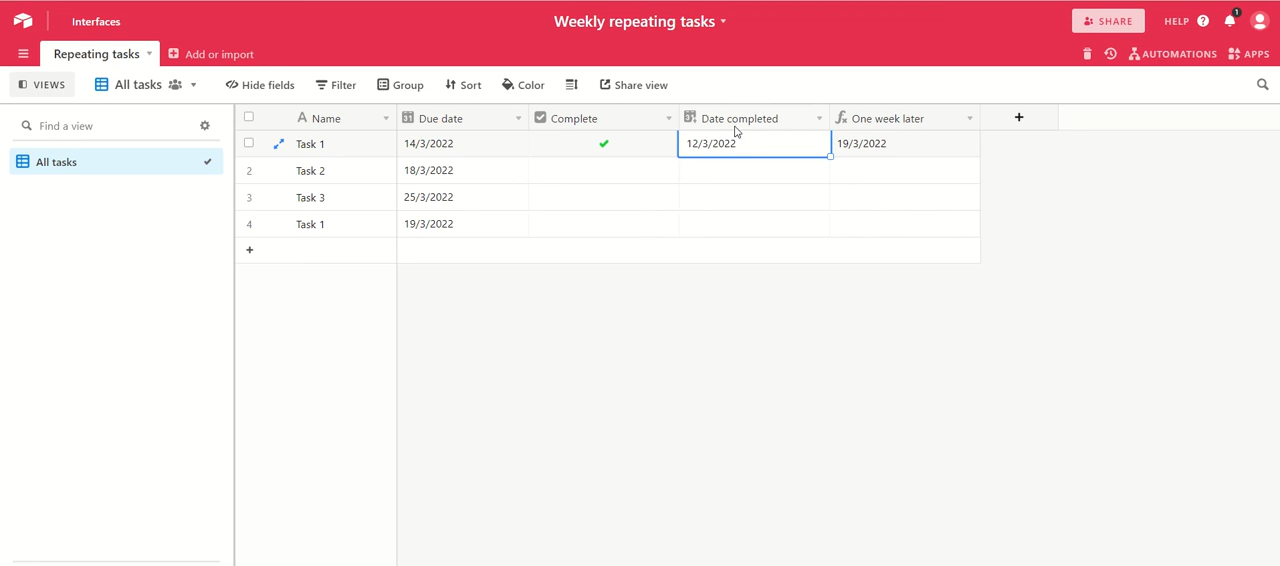 Interfaces
Weekly repeating tasks
SHARE
HELP
1
Repeating tasks
Add or import
AUTOMATIONS
APPS
VIEWS
All tasks
Hide fields
Filter
Group
Sort
Color
Share view
Find a view
All tasks
Name Due date Complete Date completed One week later
Task 1 14/3/2022 12/3/2022 19/3/2022
2 Task 2 18/3/2022
3 Task 3 25/3/2022
4 Task 1 19/3/2022